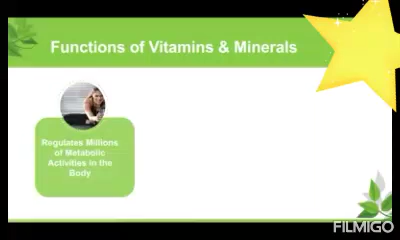 Functions of Vitamins & Minerals
Regulates Millions
of Metabolic
Activities in the
Body
FILMIGO